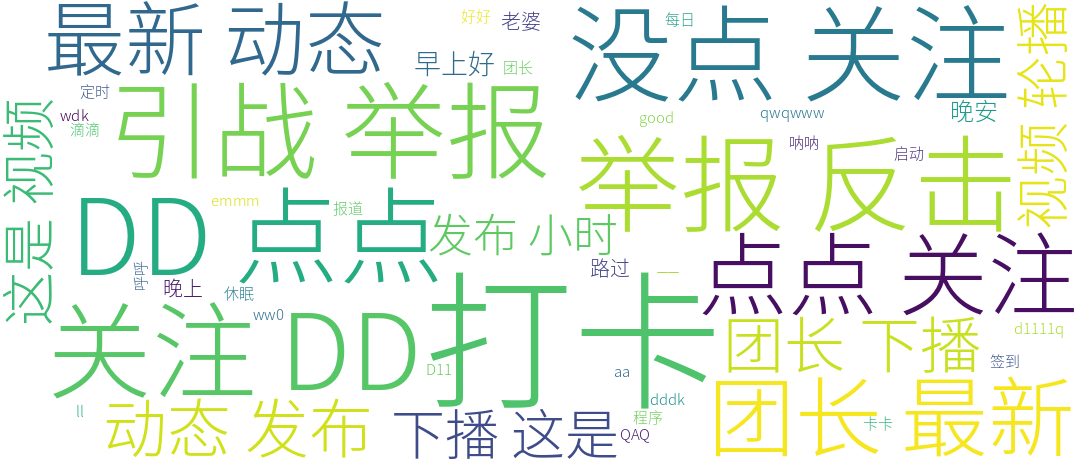 最新 动态
好好
老婆
每日
没点 关注
轮播 视频
早上好
团长
定时
wdk
滴滴
引战 举报
good
qwqwww
晚安
这是 视频
举报 反击
呐呐
启动
DD 点点
emmm
报道
发布 小时
点点 关注
呼呼
晚上
休眠
路过
一一
关注 DD
ww0
打卡
团长 下播
d1111q
签到
D11
aa
dddk
ll
动态 发布
下播 这是
程序
QAQ
团长 最新
卡卡